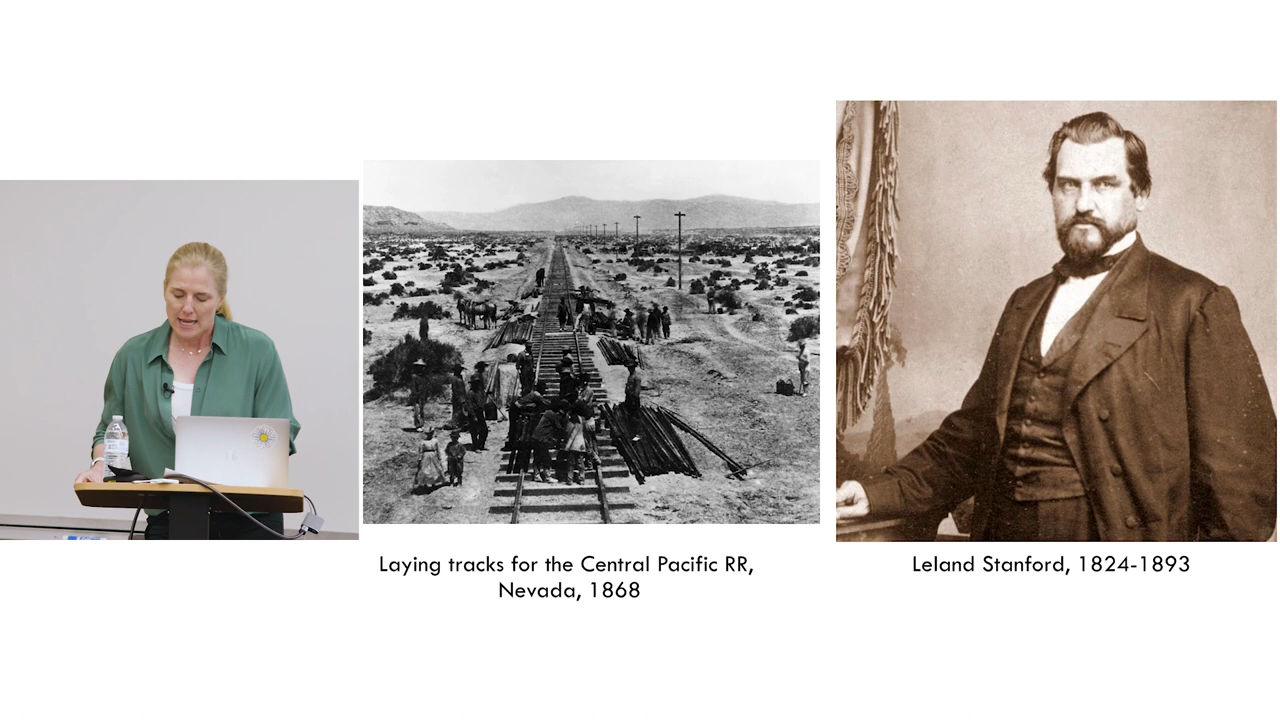 Laying tracks for the Central Pacific RR,
Nevada, 1868
Leland Stanford, 1824-1893